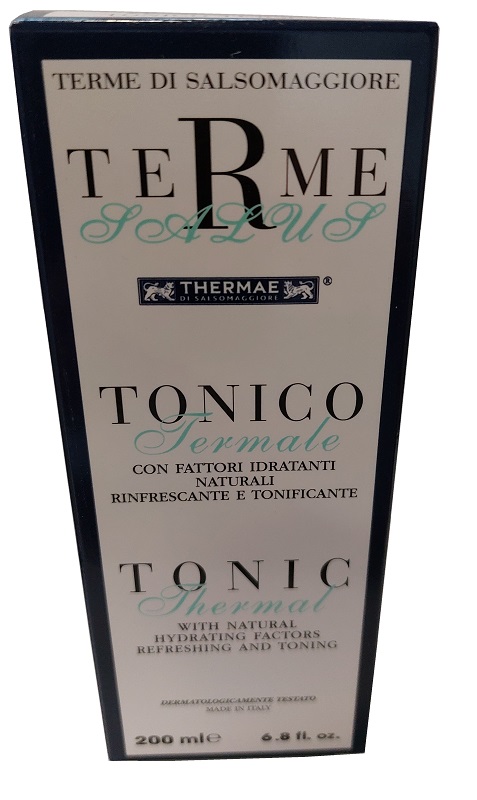 TERME DI SALSOMAGGIORE
TERME
SALUS
THERMAE ®
DI SALSOMAGGIORE
TONICO
Termale
CON FATTORI IDRATANTI
NATURALI
RINFRESCANTE E TONIFICANTE
TONIC
Thermal
WITH NATURAL
HYDRATING FACTORS
REFRESHING AND TONING
DERMATOLOGICAMENTE TESTATO
MADE IN ITALY
200 ml℮ 6.8 fl. oz.